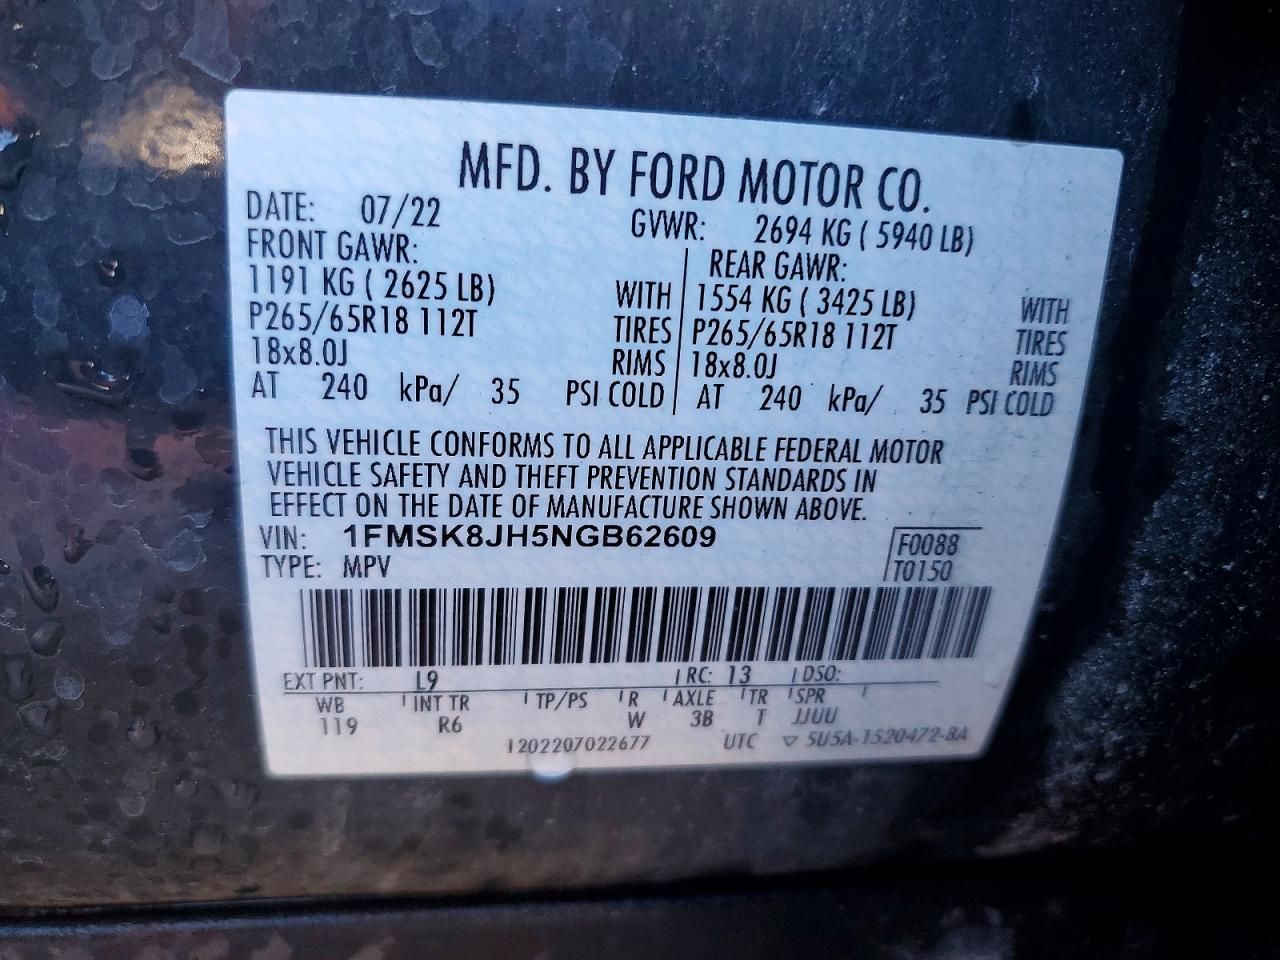 MFD. BY FORD MOTOR CO.
DATE: 07/22 GVWR: 2694 KG ( 5940 LB)
FRONT GAWR: REAR GAWR:
1191 KG ( 2625 LB) WITH 1554 KG ( 3425 LB) WITH
P265/65R18 112T TIRES P265/65R18 112T TIRES
18x8.0J RIMS 18x8.0J RIMS
AT 240 kPa/ 35 PSI COLD AT 240 kPa/ 35 PSI COLD
THIS VEHICLE CONFORMS TO ALL APPLICABLE FEDERAL MOTOR
VEHICLE SAFETY AND THEFT PREVENTION STANDARDS IN
EFFECT ON THE DATE OF MANUFACTURE SHOWN ABOVE.
VIN: 1FMSK8JH5NGB62609 F0088
TYPE: MPV T0150
EXT PNT: L9 RC: 13 DSO:
WB INT TR TP/PS R AXLE TR SPR
119 R6 W 3B T JJUU
1202207022677 UTC ▽ 5U5A-1520472-BA